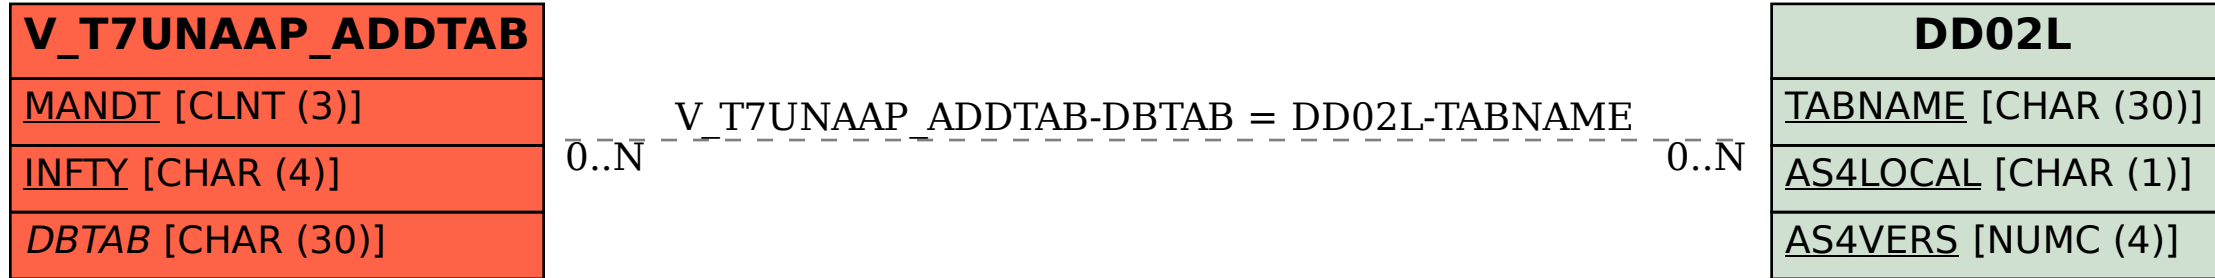 V_T7UNAAP_ADDTAB
MANDT [CLNT (3)]
INFTY [CHAR (4)]
DBTAB [CHAR (30)]
V_T7UNAAP_ADDTAB-DBTAB = DD02L-TABNAME
0..N
0..N
DD02L
TABNAME [CHAR (30)]
AS4LOCAL [CHAR (1)]
AS4VERS [NUMC (4)]